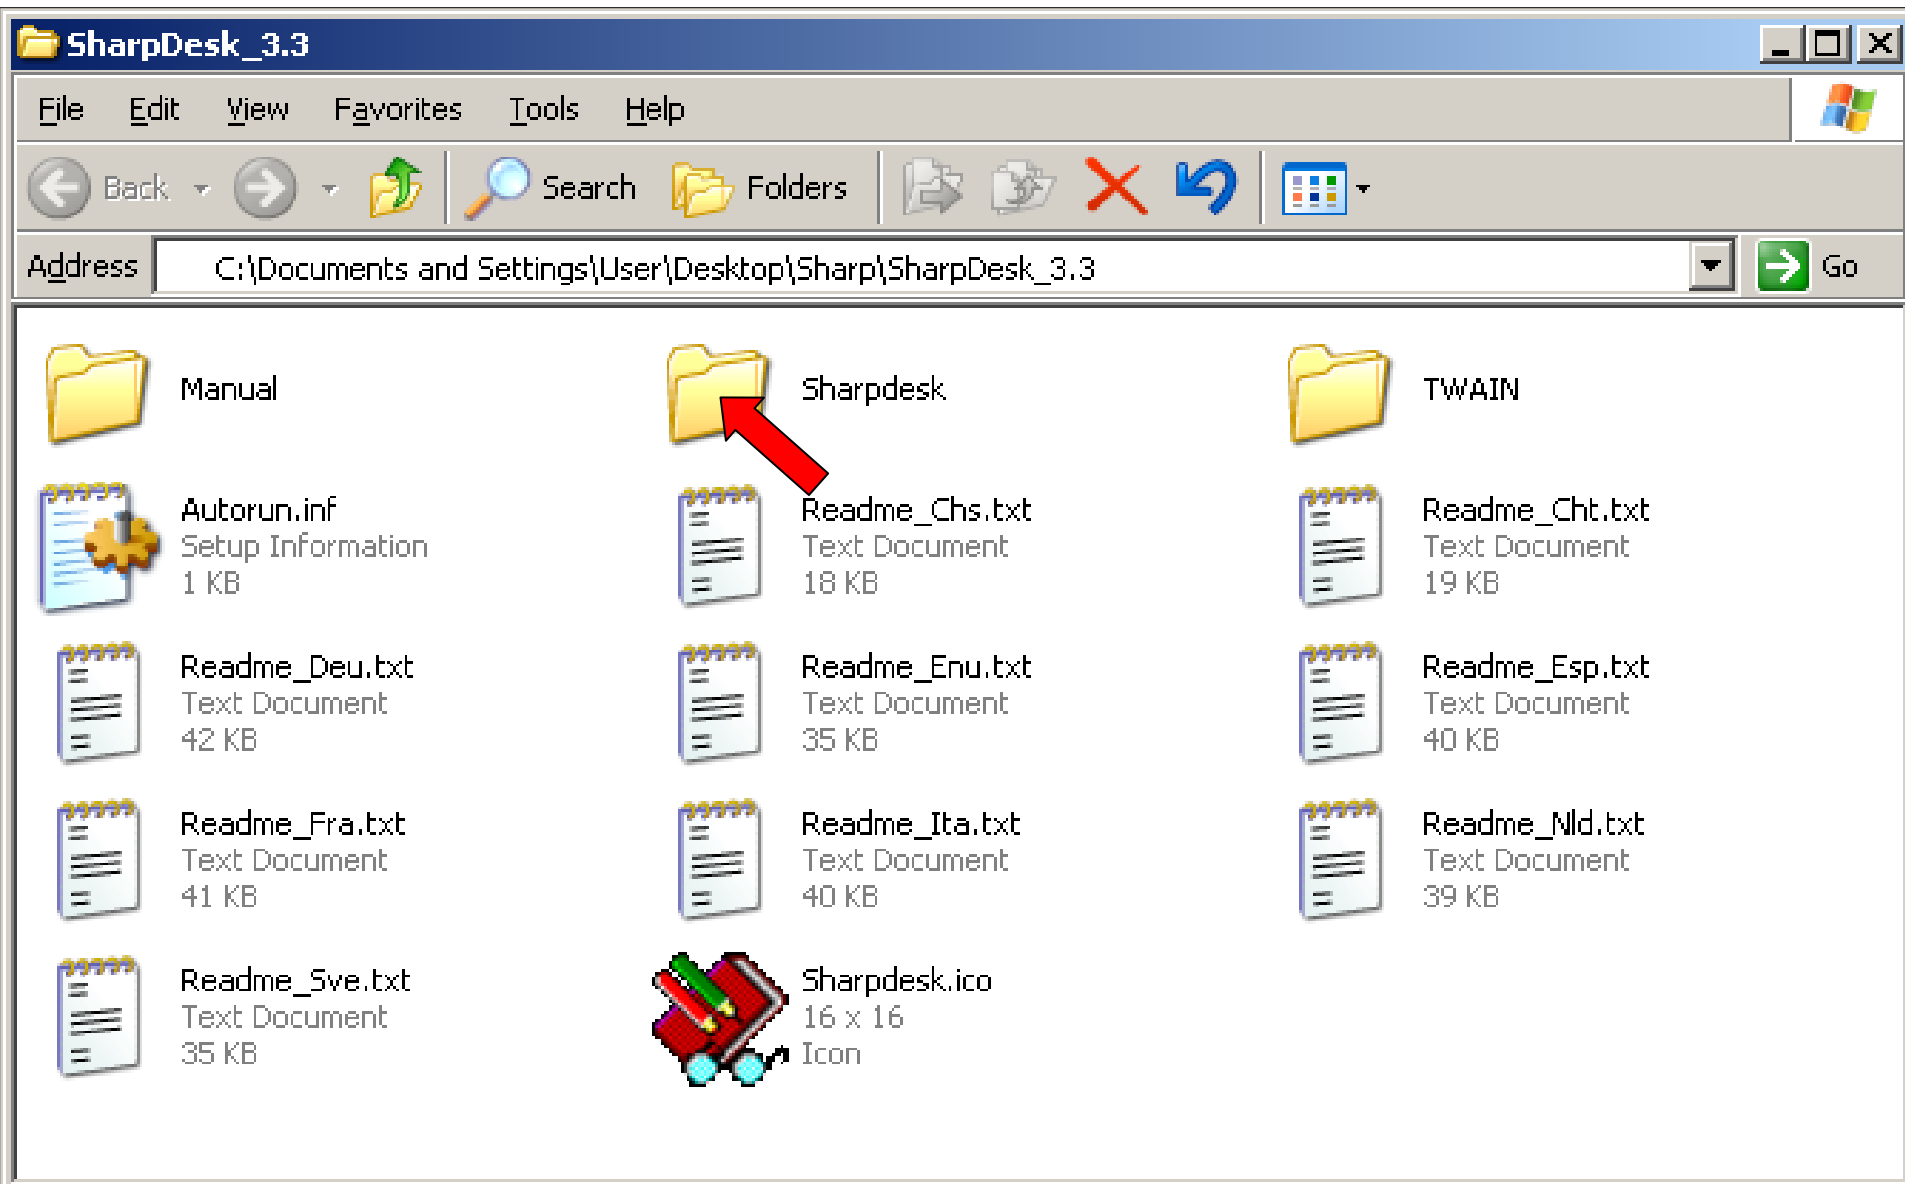 SharpDesk_3.3
File Edit View Favorites Tools Help
Back Search Folders
Address C:\Documents and Settings\User\Desktop\Sharp\SharpDesk_3.3 Go
Manual
Sharpdesk
TWAIN
Autorun.inf
Setup Information
1 KB
Readme_Chs.txt
Text Document
18 KB
Readme_Cht.txt
Text Document
19 KB
Readme_Deu.txt
Text Document
42 KB
Readme_Enu.txt
Text Document
35 KB
Readme_Esp.txt
Text Document
40 KB
Readme_Fra.txt
Text Document
41 KB
Readme_Ita.txt
Text Document
40 KB
Readme_Nld.txt
Text Document
39 KB
Readme_Sve.txt
Text Document
35 KB
Sharpdesk.ico
16 x 16
Icon